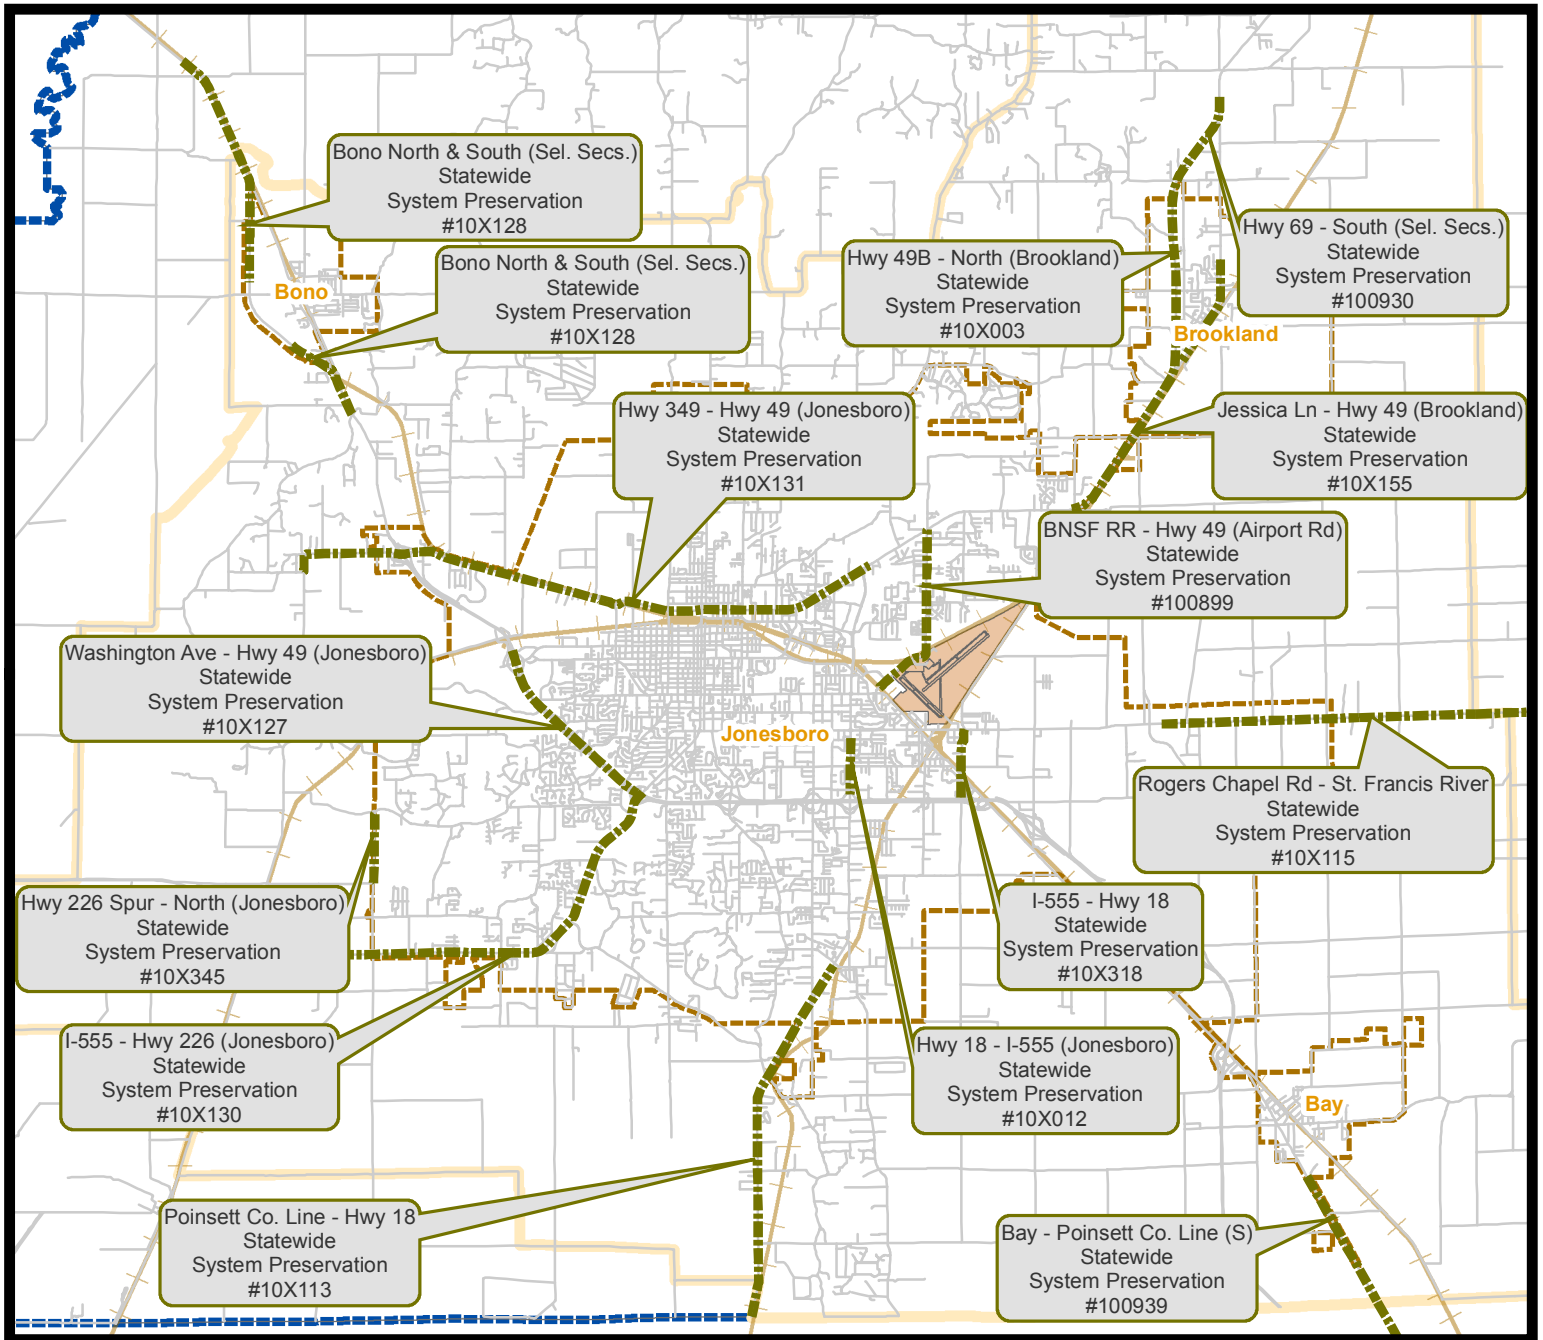 Bono North & South (Sel. Secs.)
Statewide
System Preservation
#10X128
Bono North & South (Sel. Secs.)
Statewide
System Preservation
#10X128
Bono
Hwy 49B - North (Brookland)
Statewide
System Preservation
#10X003
Hwy 69 - South (Sel. Secs.)
Statewide
System Preservation
#100930
Brookland
Hwy 349 - Hwy 49 (Jonesboro)
Statewide
System Preservation
#10X131
Jessica Ln - Hwy 49 (Brookland)
Statewide
System Preservation
#10X155
BNSF RR - Hwy 49 (Airport Rd)
Statewide
System Preservation
#100899
Washington Ave - Hwy 49 (Jonesboro)
Statewide
System Preservation
#10X127
Jonesboro
Rogers Chapel Rd - St. Francis River
Statewide
System Preservation
#10X115
Hwy 226 Spur - North (Jonesboro)
Statewide
System Preservation
#10X345
I-555 - Hwy 18
Statewide
System Preservation
#10X318
I-555 - Hwy 226 (Jonesboro)
Statewide
System Preservation
#10X130
Hwy 18 - I-555 (Jonesboro)
Statewide
System Preservation
#10X012
Bay
Poinsett Co. Line - Hwy 18
Statewide
System Preservation
#10X113
Bay - Poinsett Co. Line (S)
Statewide
System Preservation
#100939